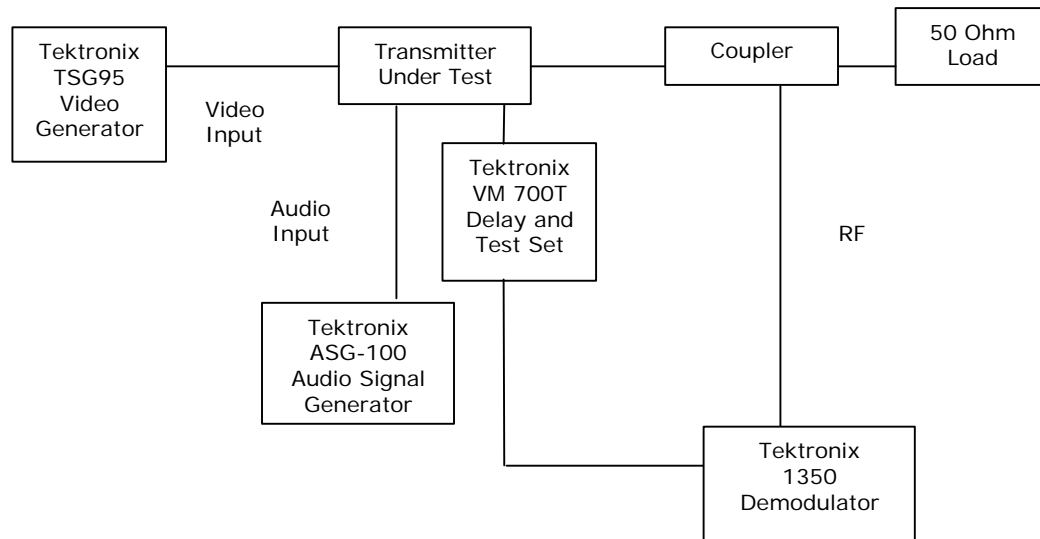 Tektronix
TSG95
Video
Generator
Video
Input
Transmitter
Under Test
Coupler
50 Ohm
Load
Tektronix
VM 700T
Delay and
Test Set
Audio
Input
RF
Tektronix
ASG-100
Audio Signal
Generator
Tektronix
1350
Demodulator